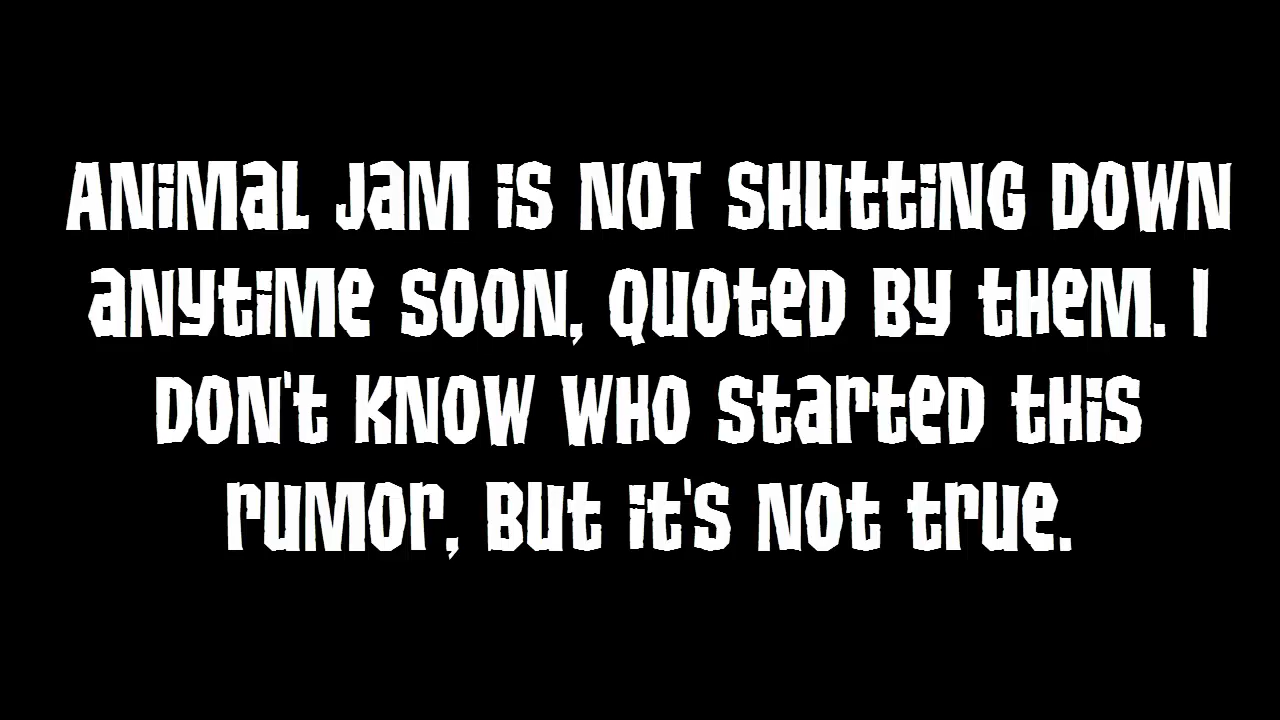 Animal Jam is NOT shutting down
anytime soon, quoted by them. I
don't know who started this
rumor, but it's not true.